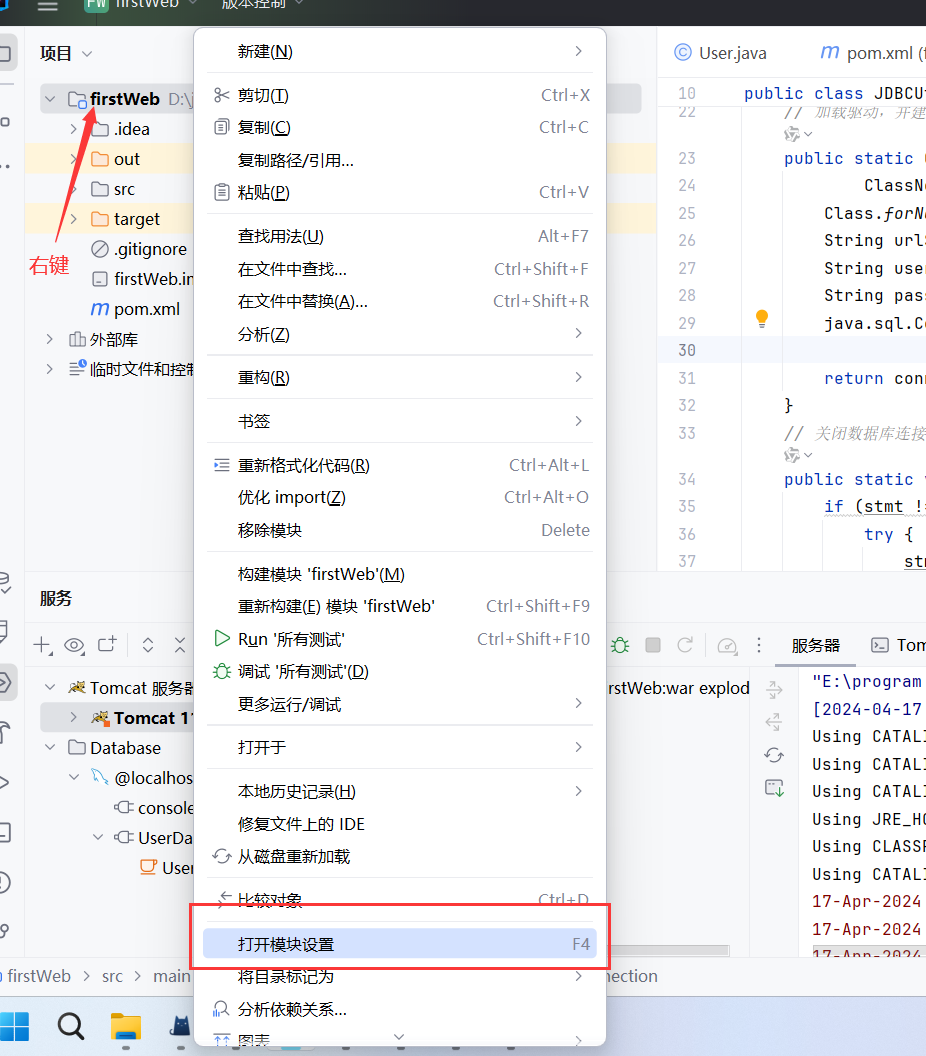 FW firstWeb 版本控制
项目
firstWeb D:\
.idea
out
src
target
.gitignore
右键
pom.xml
外部库
临时文件和控制
新建(N)
剪切(T) Ctrl+X
复制(C) Ctrl+C
复制路径/引用...
粘贴(P) Ctrl+V
查找用法(U) Alt+F7
在文件中查找... Ctrl+Shift+F
在文件中替换(A)... Ctrl+Shift+R
分析(Z)
重构(R)
书签
重新格式化代码(R) Ctrl+Alt+L
优化 import(Z) Ctrl+Alt+O
移除模块 Delete
构建模块 'firstWeb'(M)
重新构建(E) 模块 'firstWeb' Ctrl+Shift+F9
Run '所有测试' Ctrl+Shift+F10
调试 '所有测试'(D)
更多运行/调试
打开于
本地历史记录(H)
修复文件上的 IDE
从磁盘重新加载
比较对象 Ctrl+D
打开模块设置 F4
将目录标记为
分析依赖关系...
图表
User.java
pom.xml (
10 public class JDBCU
22 // 加载驱动，并建
23 public static
24 ClassN
25 Class.forN
26 String url
27 String use
28 String pas
29 java.sql.C
30
31 return con
32 }
33 // 关闭数据库连接
34 public static
35 if (stmt !
36 try {
37 st
服务
服务器 Tom
Tomcat 服务器
Tomcat 1
Database
@localhos
console
UserDa
User
rstWeb:war explod
"E:\program
[2024-04-17
Using CATALI
Using CATALI
Using CATALI
Using JRE_HO
Using CLASSP
Using CATALI
17-Apr-2024
17-Apr-2024
17-Apr-2024
firstWeb > src > main
nection